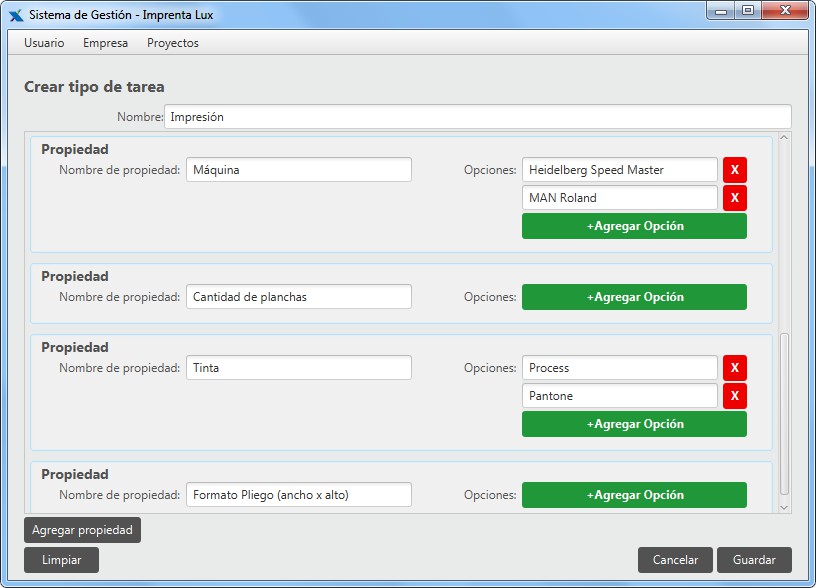 Sistema de Gestión - Imprenta Lux
Usuario Empresa Proyectos
Crear tipo de tarea
Nombre: Impresión
Propiedad
Nombre de propiedad: Máquina Opciones: Heidelberg Speed Master X
MAN Roland X
+Agregar Opción
Propiedad
Nombre de propiedad: Cantidad de planchas Opciones: +Agregar Opción
Propiedad
Nombre de propiedad: Tinta Opciones: Process X
Pantone X
+Agregar Opción
Propiedad
Nombre de propiedad: Formato Pliego (ancho x alto) Opciones: +Agregar Opción
Agregar propiedad
Limpiar Cancelar Guardar